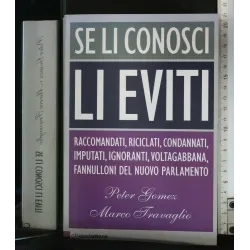 SE LI CONOSCI
LI EVITI
RACCOMANDATI, RICICLATI, CONDANNATI,
IMPUTATI, IGNORANTI, VOLTAGABBANA,
FANNULLONI DEL NUOVO PARLAMENTO
Peter Gomez
Marco Travaglio
SE LI CONOSCI LI EVITI